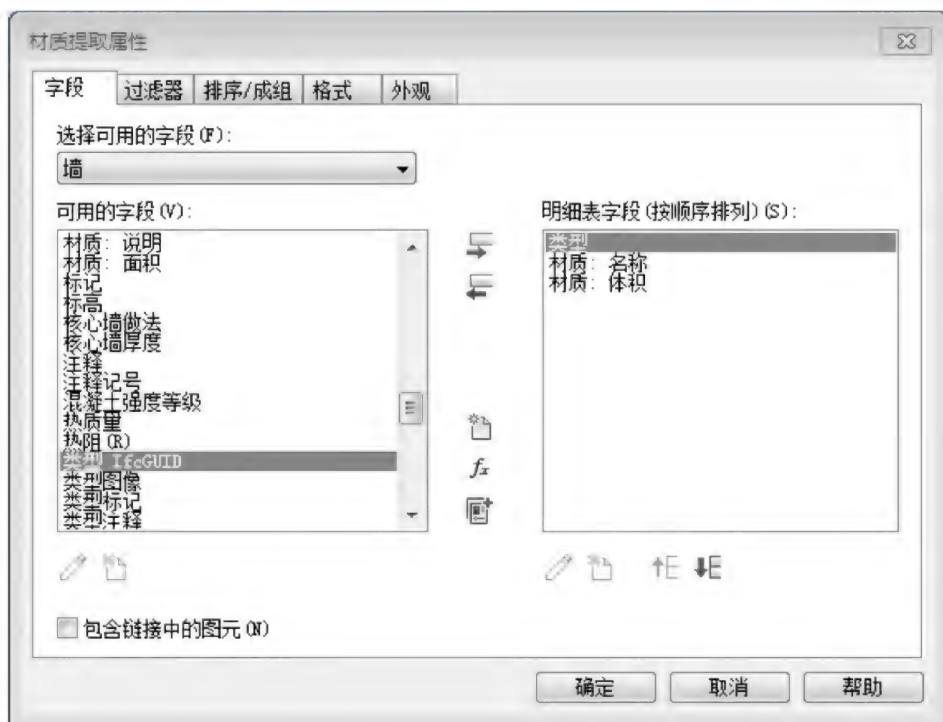 材质提取属性
字段 过滤器 排序/成组 格式 外观
选择可用的字段(F):
墙
可用的字段(V):
材质: 说明
材质: 面积
标记
标高
核心墙做法
核心墙厚度
注释
注释记号
混凝土强度等级
热质量
热阻(R)
类型 IfcGUID
类型图像
类型标记
类型注释
fx
明细表字段(按顺序排列)(S):
类型
材质: 名称
材质: 体积
包含链接中的图元(N)
确定 取消 帮助